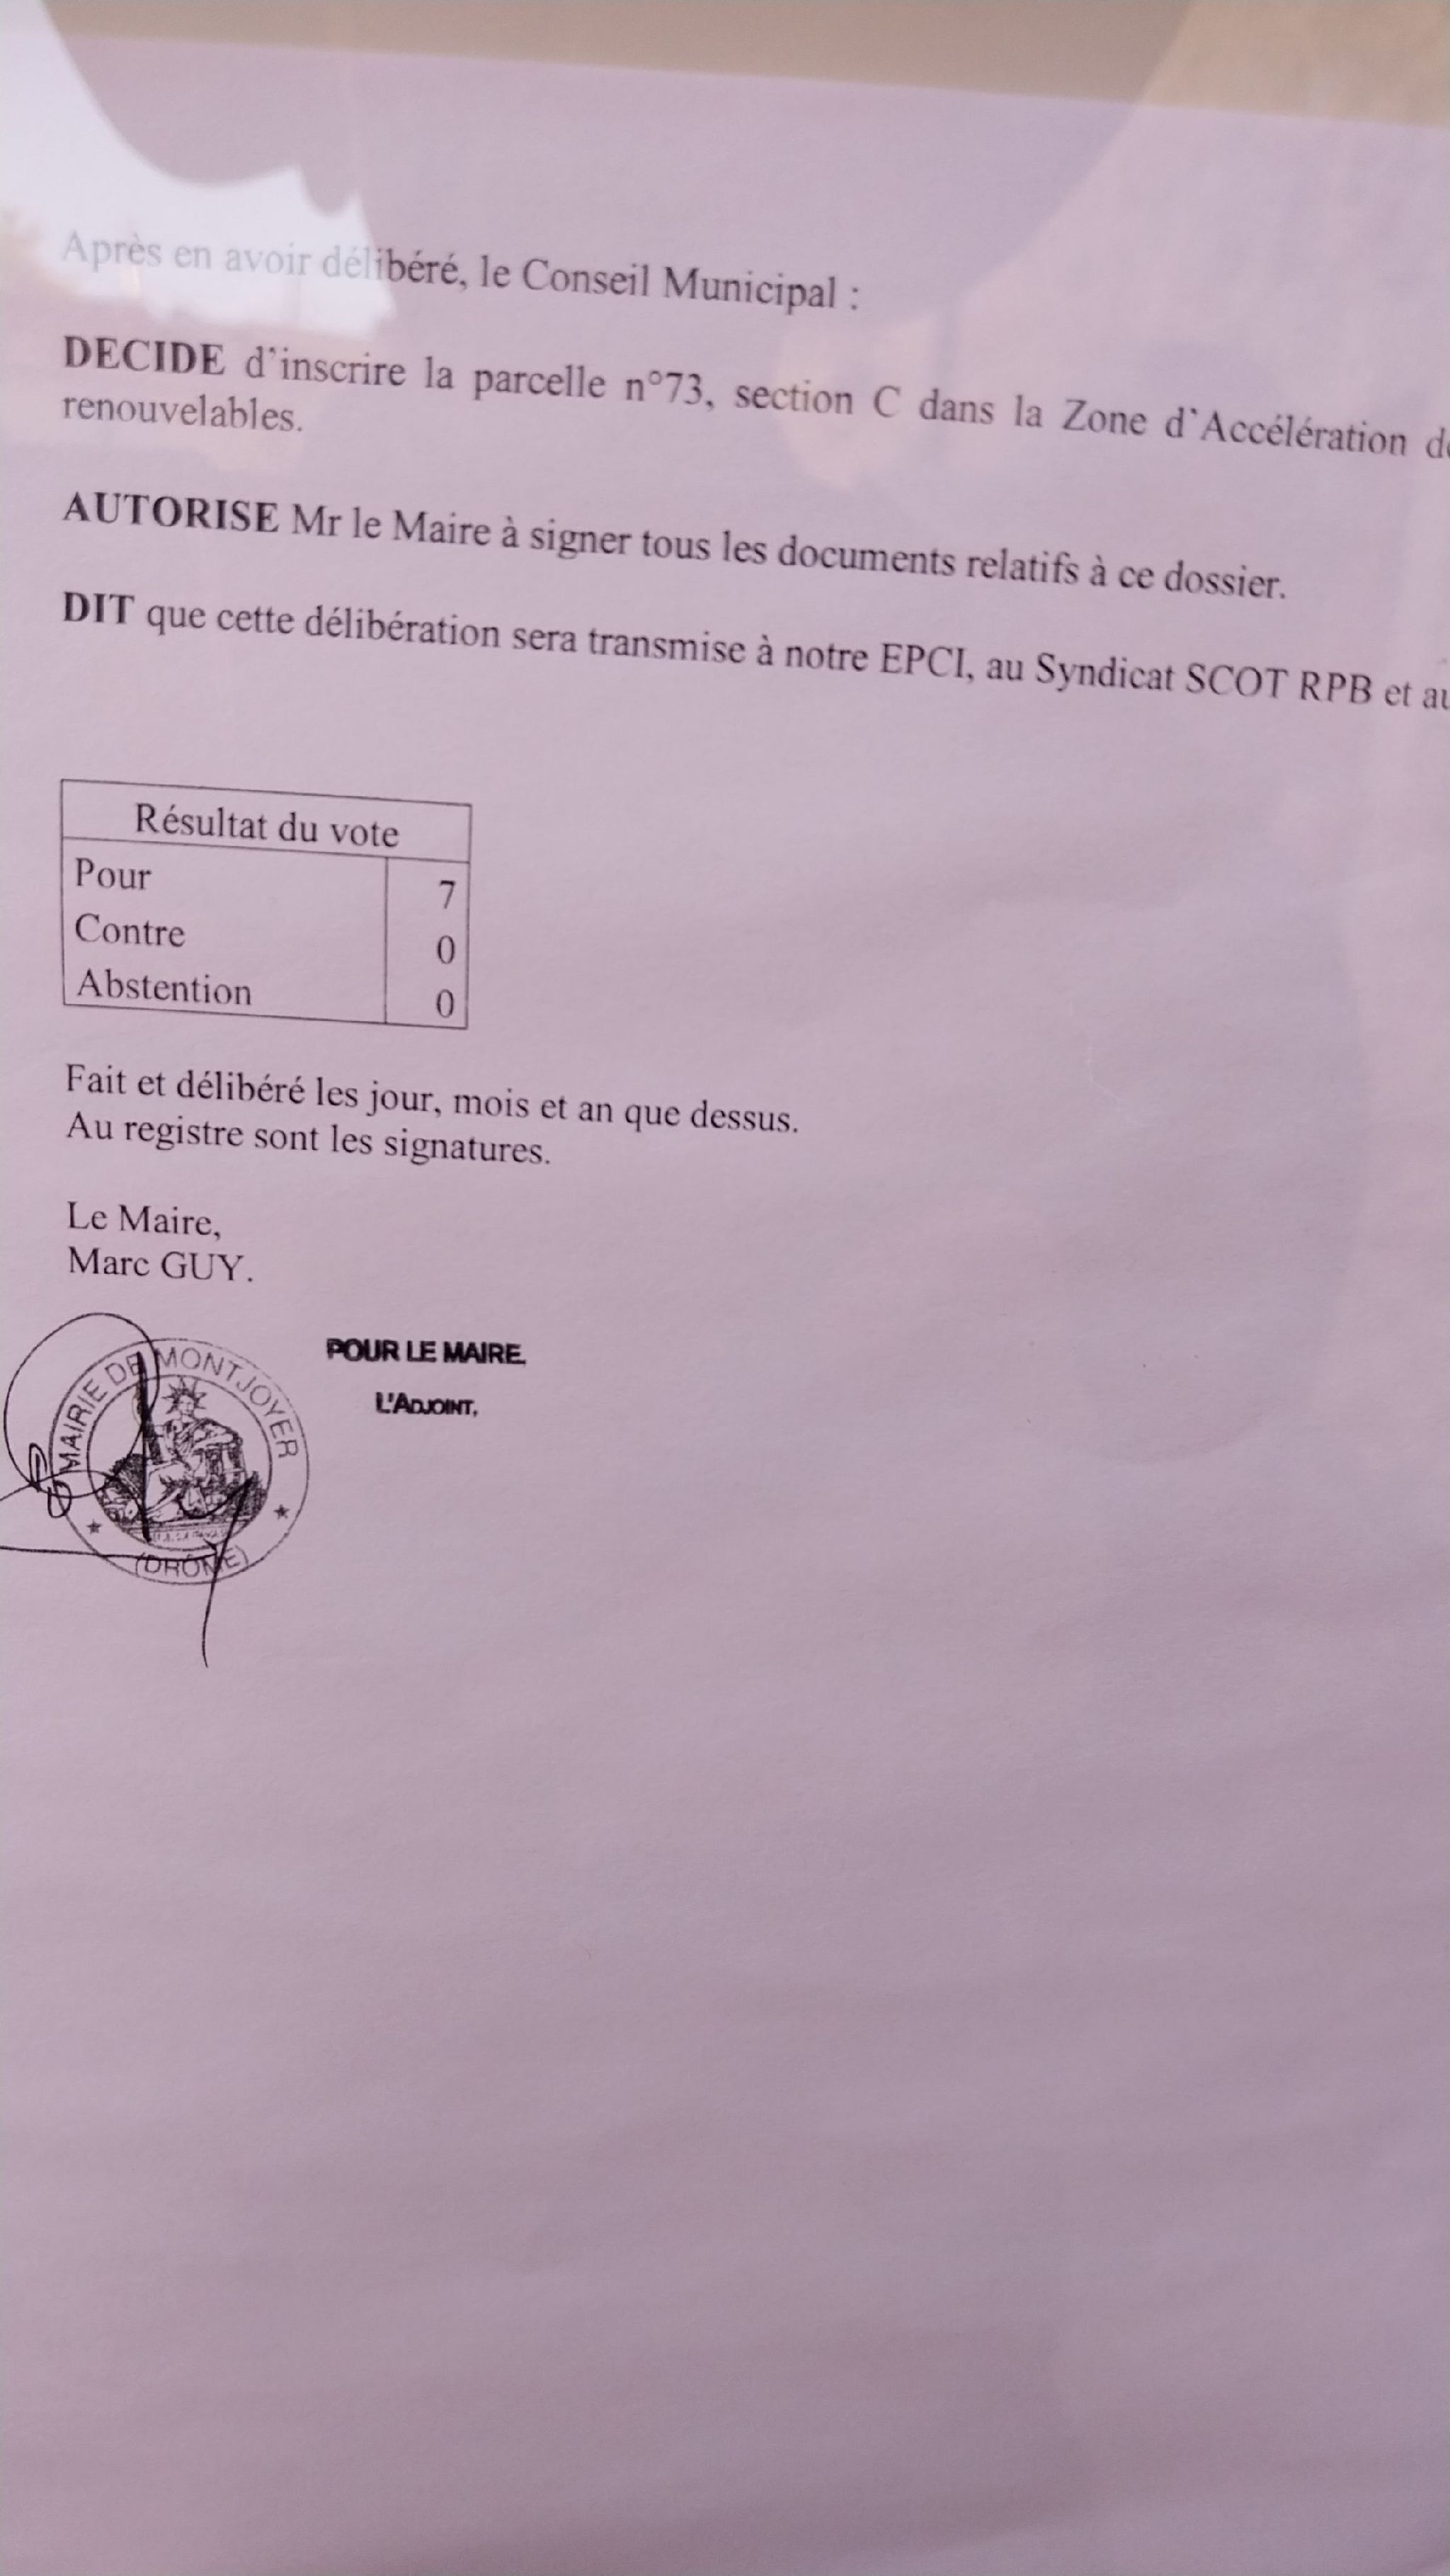 Après en avoir délibéré, le Conseil Municipal :
DECIDE d'inscrire la parcelle n°73, section C dans la Zone d'Accélération
renouvelables.
AUTORISE Mr le Maire à signer tous les documents relatifs à ce dossier.
DIT que cette délibération sera transmise à notre EPCI, au Syndicat SCOT RPB et
Résultat du vote
Pour 7
Contre 0
Abstention 0
Fait et délibéré les jour, mois et an que dessus.
Au registre sont les signatures.
Le Maire,
Marc GUY.
POUR LE MAIRE.
L'ADJOINT,
MAIRIE DE MONTJOYER
(DRÔME)